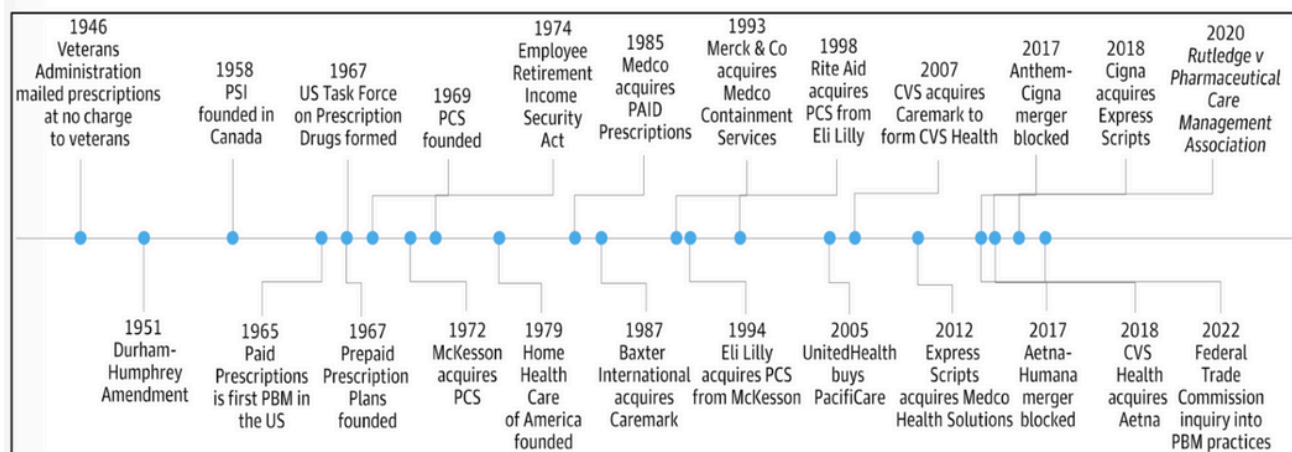 1946
Veterans
Administration
mailed prescriptions
at no charge
to veterans
1958
PSI
founded in
Canada
1967
US Task Force
on Prescription
Drugs formed
1969
PCS
founded
1974
Employee
Retirement
Income
Security
Act
1985
Medco
acquires
PAID
Prescriptions
1993
Merck & Co
acquires
Medco
Containment
Services
1998
Rite Aid
acquires
PCS from
Eli Lilly
2007
CVS acquires
Caremark to
form CVS Health
2017
Anthem-
Cigna
merger
blocked
2018
Cigna
acquires
Express
Scripts
2020
Rutledge v
Pharmaceutical
Care
Management
Association
1951
Durham-
Humphrey
Amendment
1965
Paid
Prescriptions
is first PBM in
the US
1967
Prepaid
Prescription
Plans
founded
1972
McKesson
acquires
PCS
1979
Home
Health
Care
of America
founded
1987
Baxter
International
acquires
Caremark
1994
Eli Lilly
acquires PCS
from McKesson
2005
UnitedHealth
buys
PacifiCare
2012
Express
Scripts
acquires Medco
Health Solutions
2017
Aetna-
Humana
merger
blocked
2018
CVS
Health
acquires
Aetna
2022
Federal
Trade
Commission
inquiry into
PBM practices